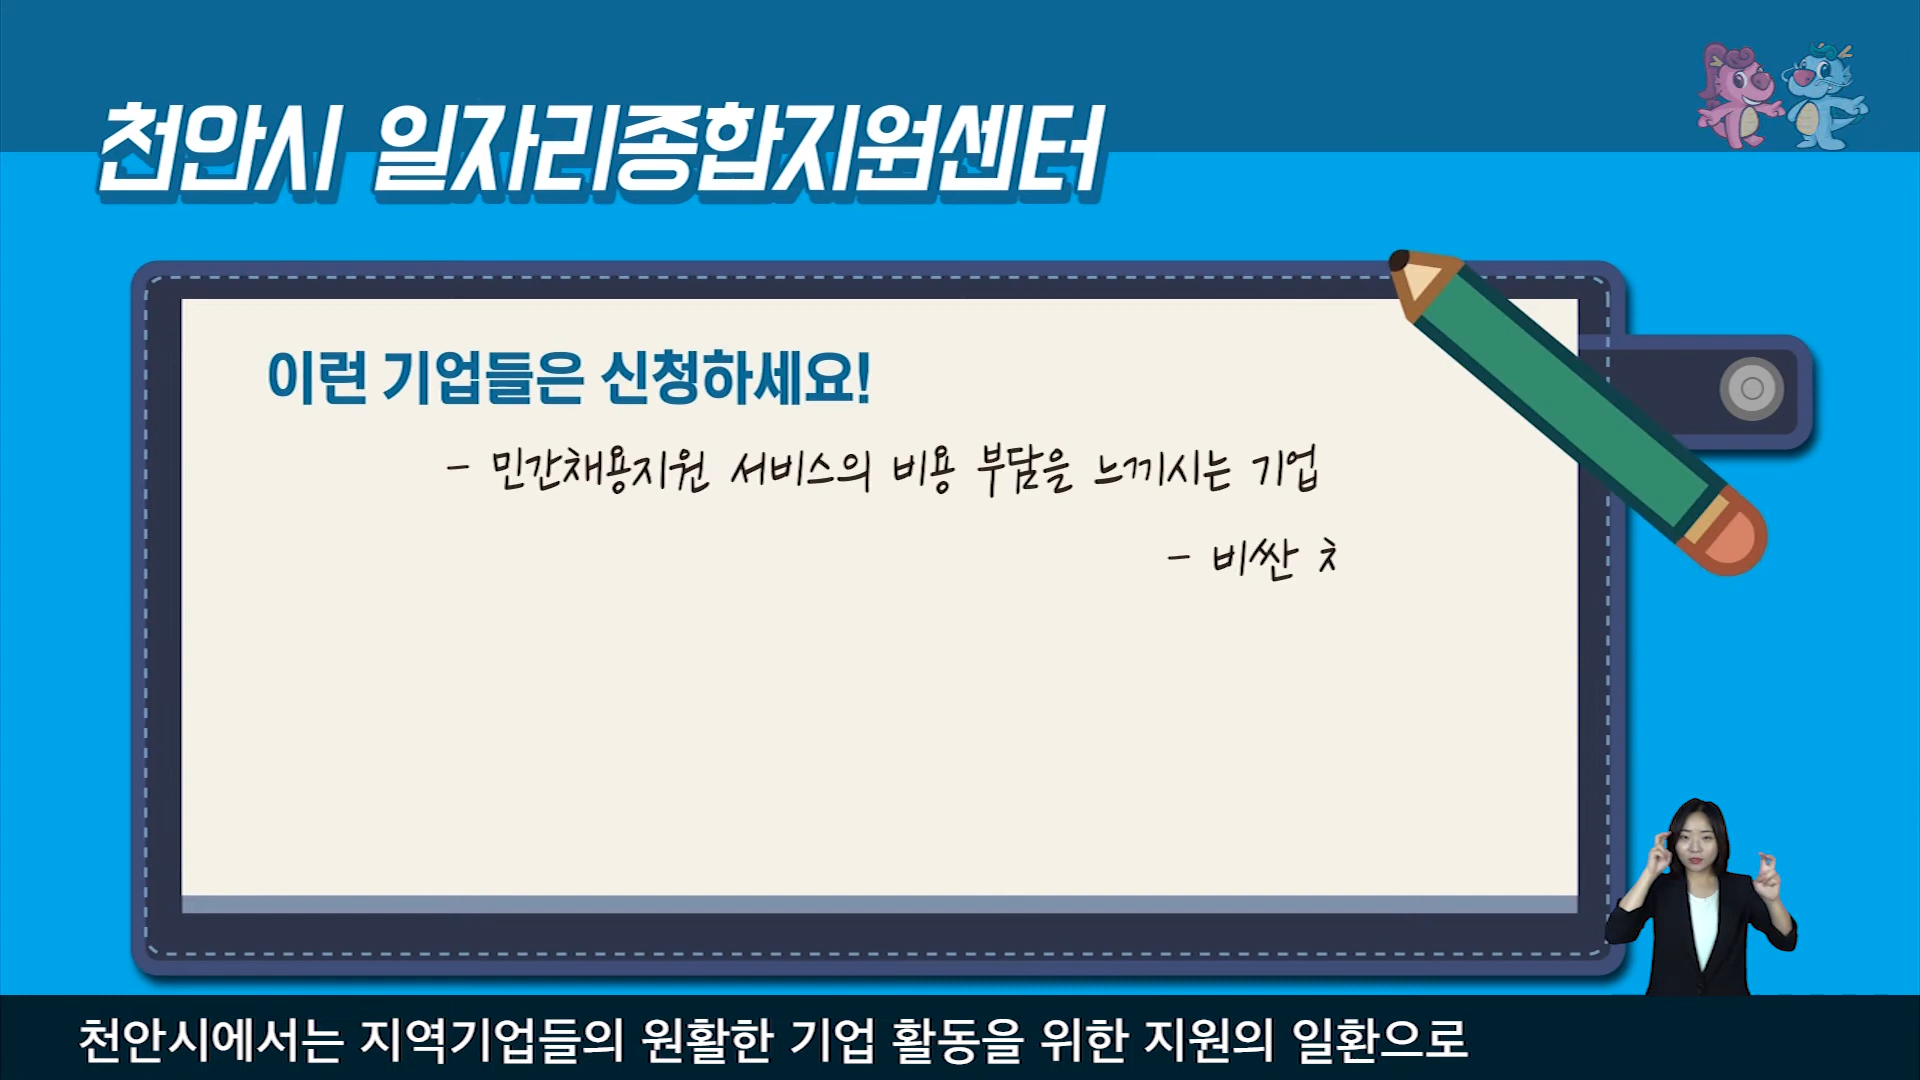 천안시 일자리종합지원센터
이런 기업들은 신청하세요!
- 민간채용지원 서비스의 비용 부담을 느끼시는 기업
- 비싼 ㅊ
천안시에서는 지역기업들의 원활한 기업 활동을 위한 지원의 일환으로